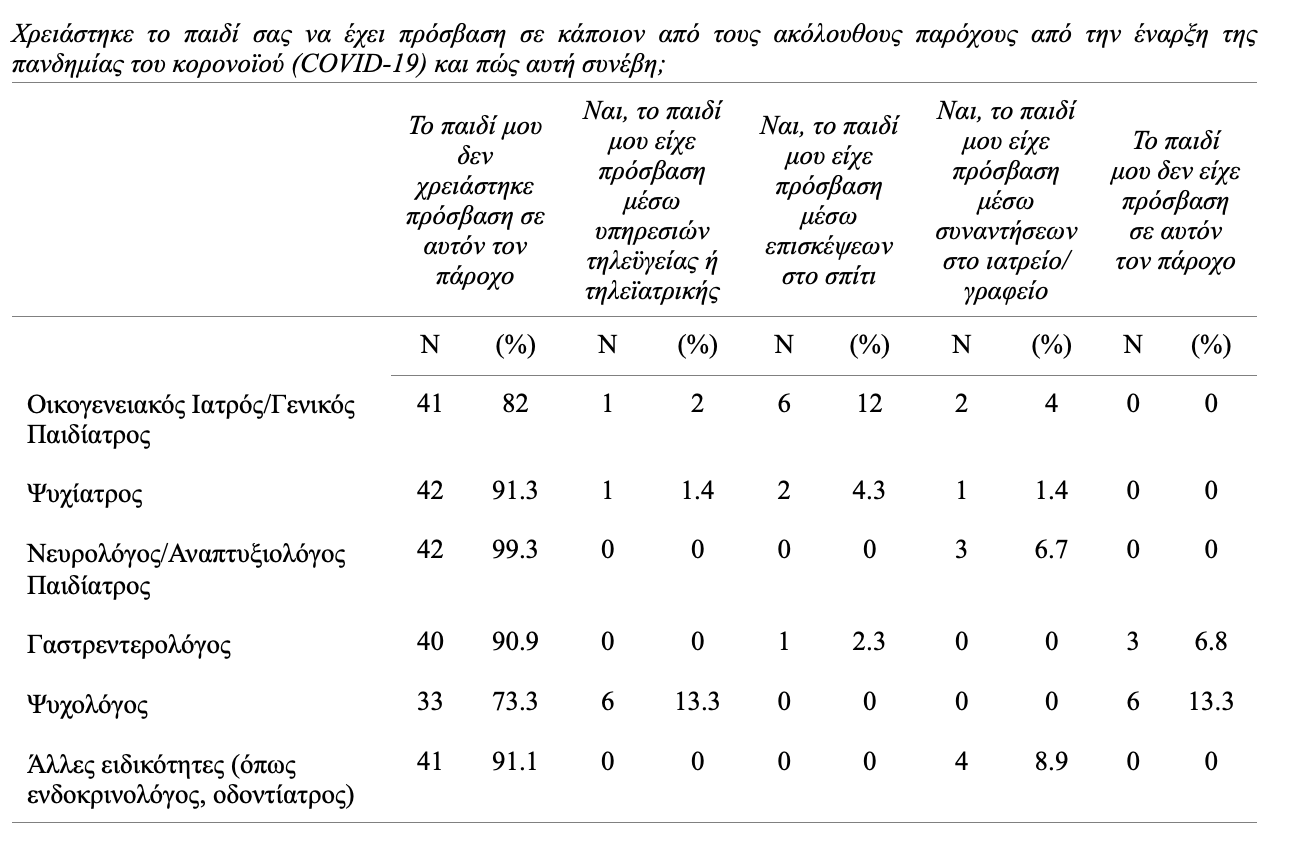 Χρειάστηκε το παιδί σας να έχει πρόσβαση σε κάποιον από τους ακόλουθους παρόχους από την έναρξη της
πανδημίας του κορονοϊού (COVID-19) και πώς αυτή συνέβη;
Το παιδί μου
δεν
χρειάστηκε
πρόσβαση σε
αυτόν τον
πάροχο
Ναι, το παιδί
μου είχε
πρόσβαση
μέσω
υπηρεσιών
τηλεϋγείας ή
τηλεϊατρικής
Ναι, το παιδί
μου είχε
πρόσβαση
μέσω
επισκέψεων
στο σπίτι
Ναι, το παιδί
μου είχε
πρόσβαση
μέσω
συναντήσεων
στο ιατρείο/
γραφείο
Το παιδί
μου δεν είχε
πρόσβαση
σε αυτόν
τον πάροχο
N (%) N (%) N (%) N (%) N (%)
Οικογενειακός Ιατρός/Γενικός 41 82 1 2 6 12 2 4 0 0
Παιδίατρος
Ψυχίατρος 42 91.3 1 1.4 2 4.3 1 1.4 0 0
Νευρολόγος/Αναπτυξιολόγος 42 99.3 0 0 0 0 3 6.7 0 0
Παιδίατρος
Γαστρεντερολόγος 40 90.9 0 0 1 2.3 0 0 3 6.8
Ψυχολόγος 33 73.3 6 13.3 0 0 0 0 6 13.3
Άλλες ειδικότητες (όπως 41 91.1 0 0 0 0 4 8.9 0 0
ενδοκρινολόγος, οδοντίατρος)